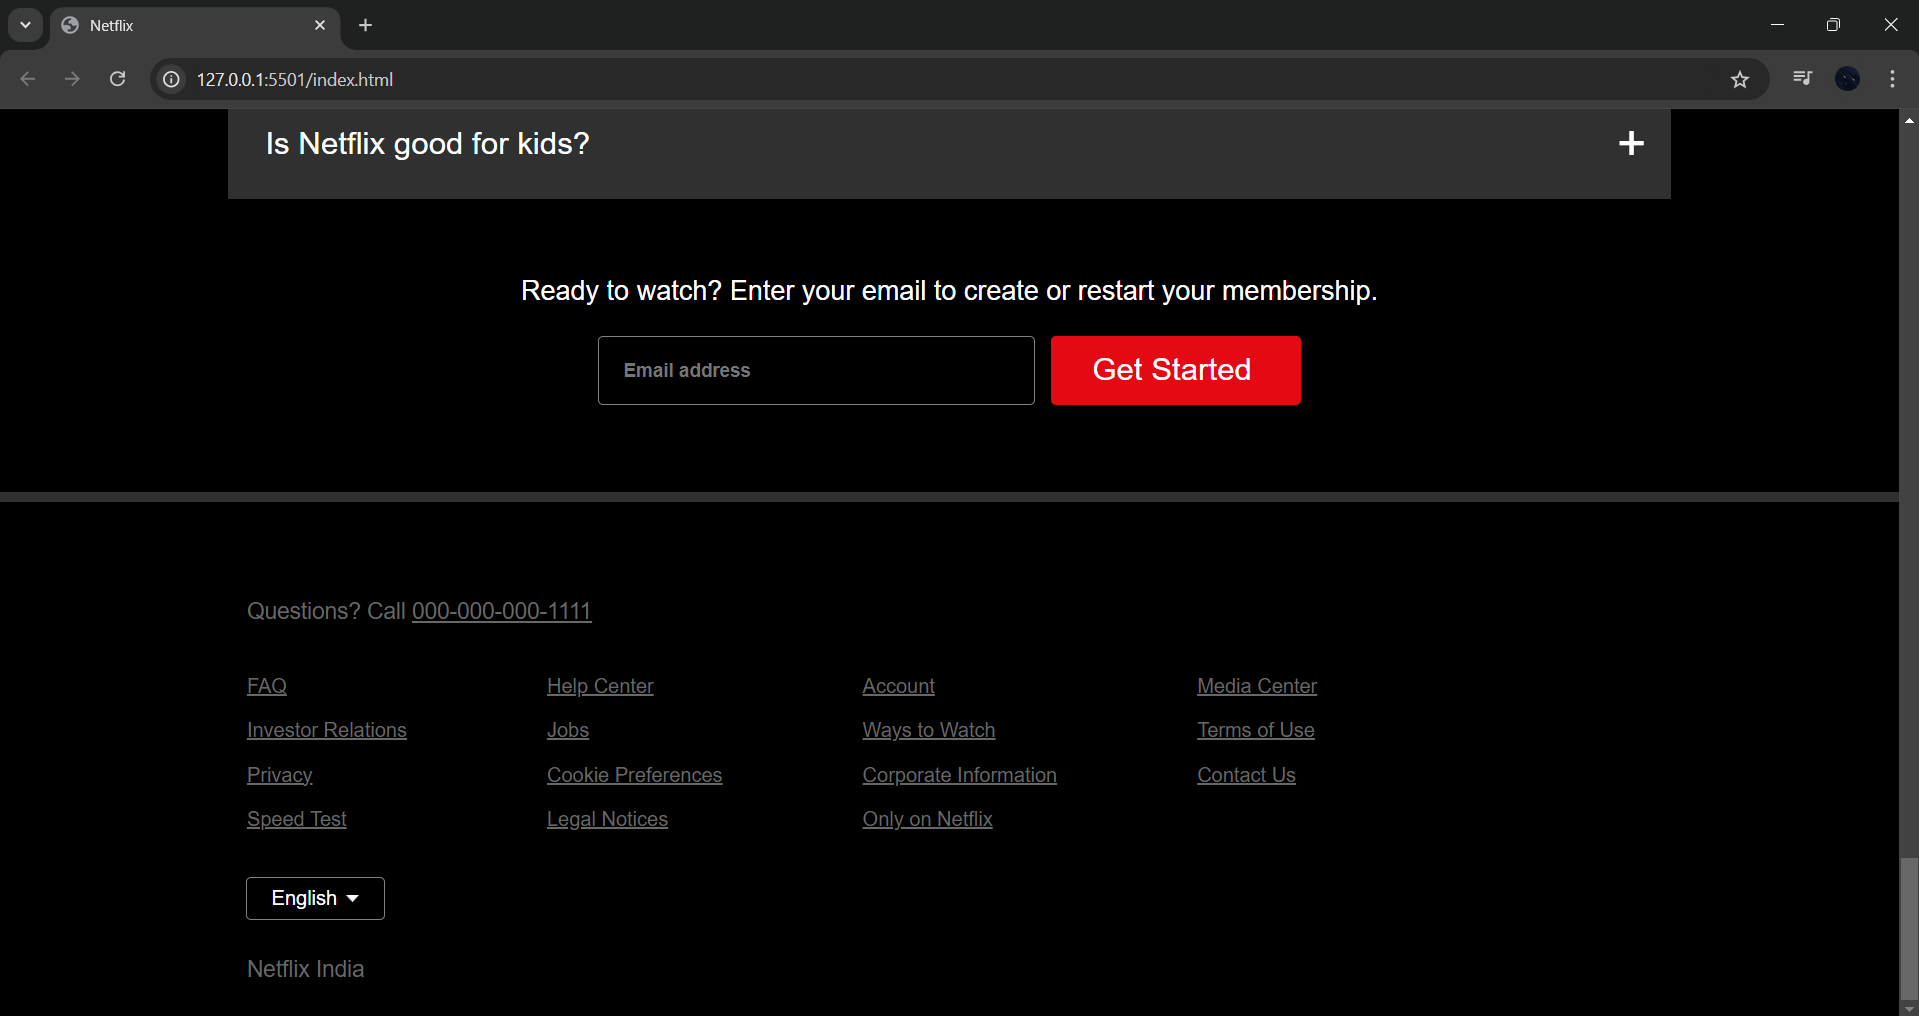 Netflix
127.0.0.1:5501/index.html
Is Netflix good for kids?
Ready to watch? Enter your email to create or restart your membership.
Email address
Get Started
Questions? Call 000-000-000-1111
FAQ Help Center Account Media Center
Investor Relations Jobs Ways to Watch Terms of Use
Privacy Cookie Preferences Corporate Information Contact Us
Speed Test Legal Notices Only on Netflix
English
Netflix India